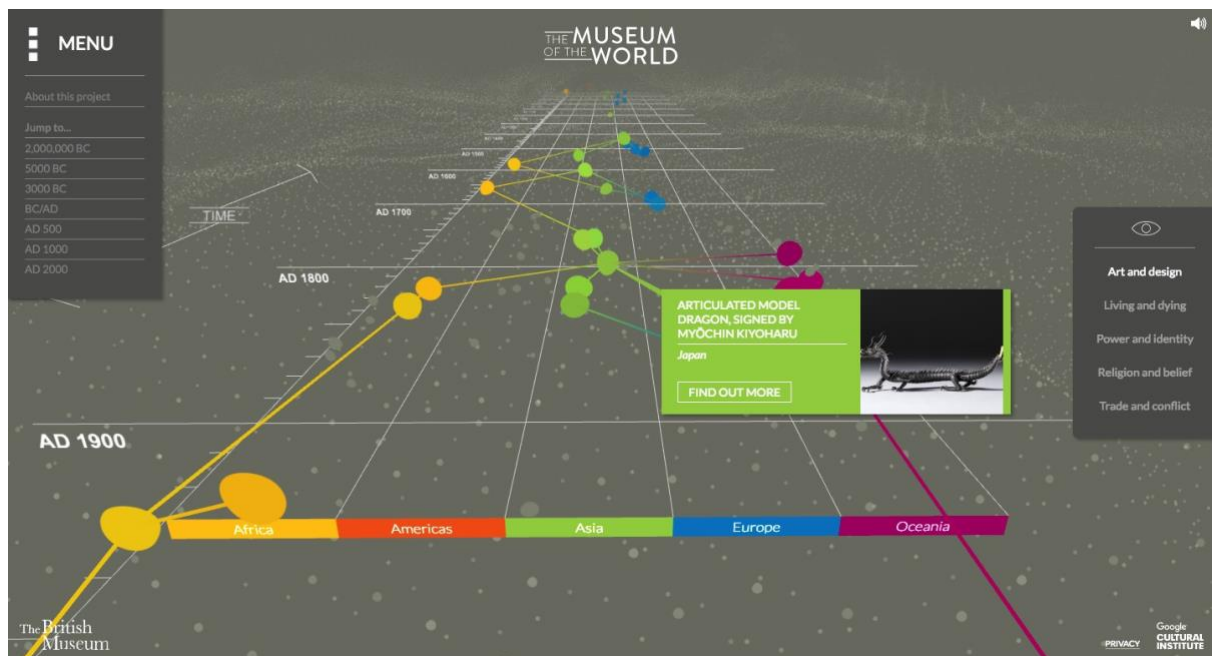 MENU
About this project
Jump to...
2,000,000 BC
5000 BC
3000 BC
BC/AD
AD 500
AD 1000
AD 2000
THE MUSEUM
OF THE WORLD
TIME
AD 1500
AD 1600
AD 1700
AD 1800
AD 1900
ARTICULATED MODEL
DRAGON, SIGNED BY
MYŌCHIN KIYOHARU
Japan
FIND OUT MORE
Art and design
Living and dying
Power and identity
Religion and belief
Trade and conflict
Africa
Americas
Asia
Europe
Oceania
The British
Museum
PRIVACY
Google
CULTURAL
INSTITUTE